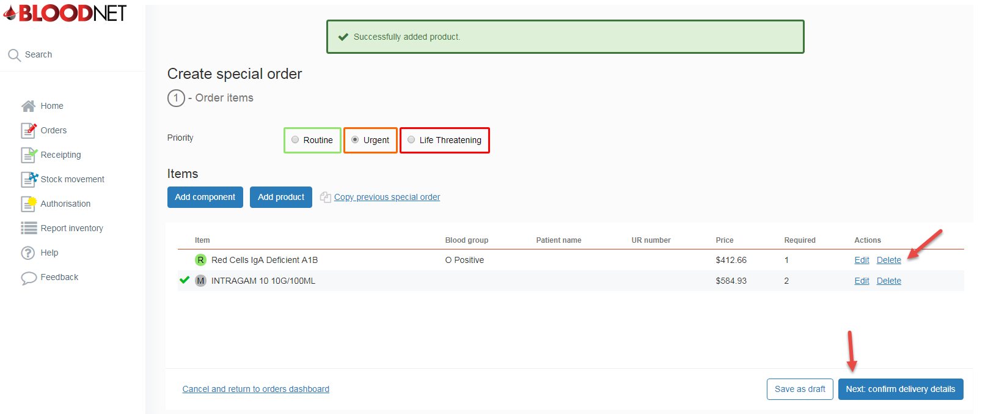 BLOODNET
Search
Home
Orders
Receipting
Stock movement
Authorisation
Report inventory
Help
Feedback
Successfully added product.
Create special order
1 - Order items
Priority
Routine
Urgent
Life Threatening
Items
Add component
Add product
Copy previous special order
Item Blood group Patient name UR number Price Required Actions
R Red Cells IgA Deficient A1B O Positive $412.66 1 Edit Delete
M INTRAGAM 10 10G/100ML $584.93 2 Edit Delete
Cancel and return to orders dashboard
Save as draft
Next: confirm delivery details